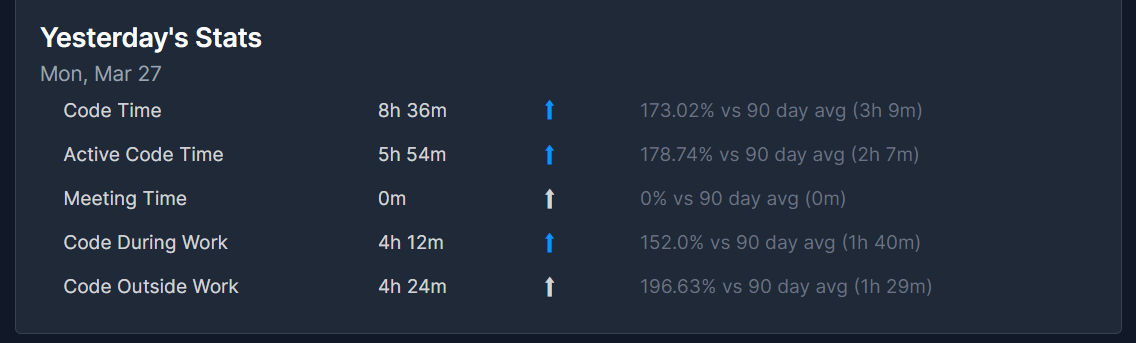 Yesterday's Stats
Mon, Mar 27
Code Time 8h 36m 173.02% vs 90 day avg (3h 9m)
Active Code Time 5h 54m 178.74% vs 90 day avg (2h 7m)
Meeting Time 0m 0% vs 90 day avg (0m)
Code During Work 4h 12m 152.0% vs 90 day avg (1h 40m)
Code Outside Work 4h 24m 196.63% vs 90 day avg (1h 29m)